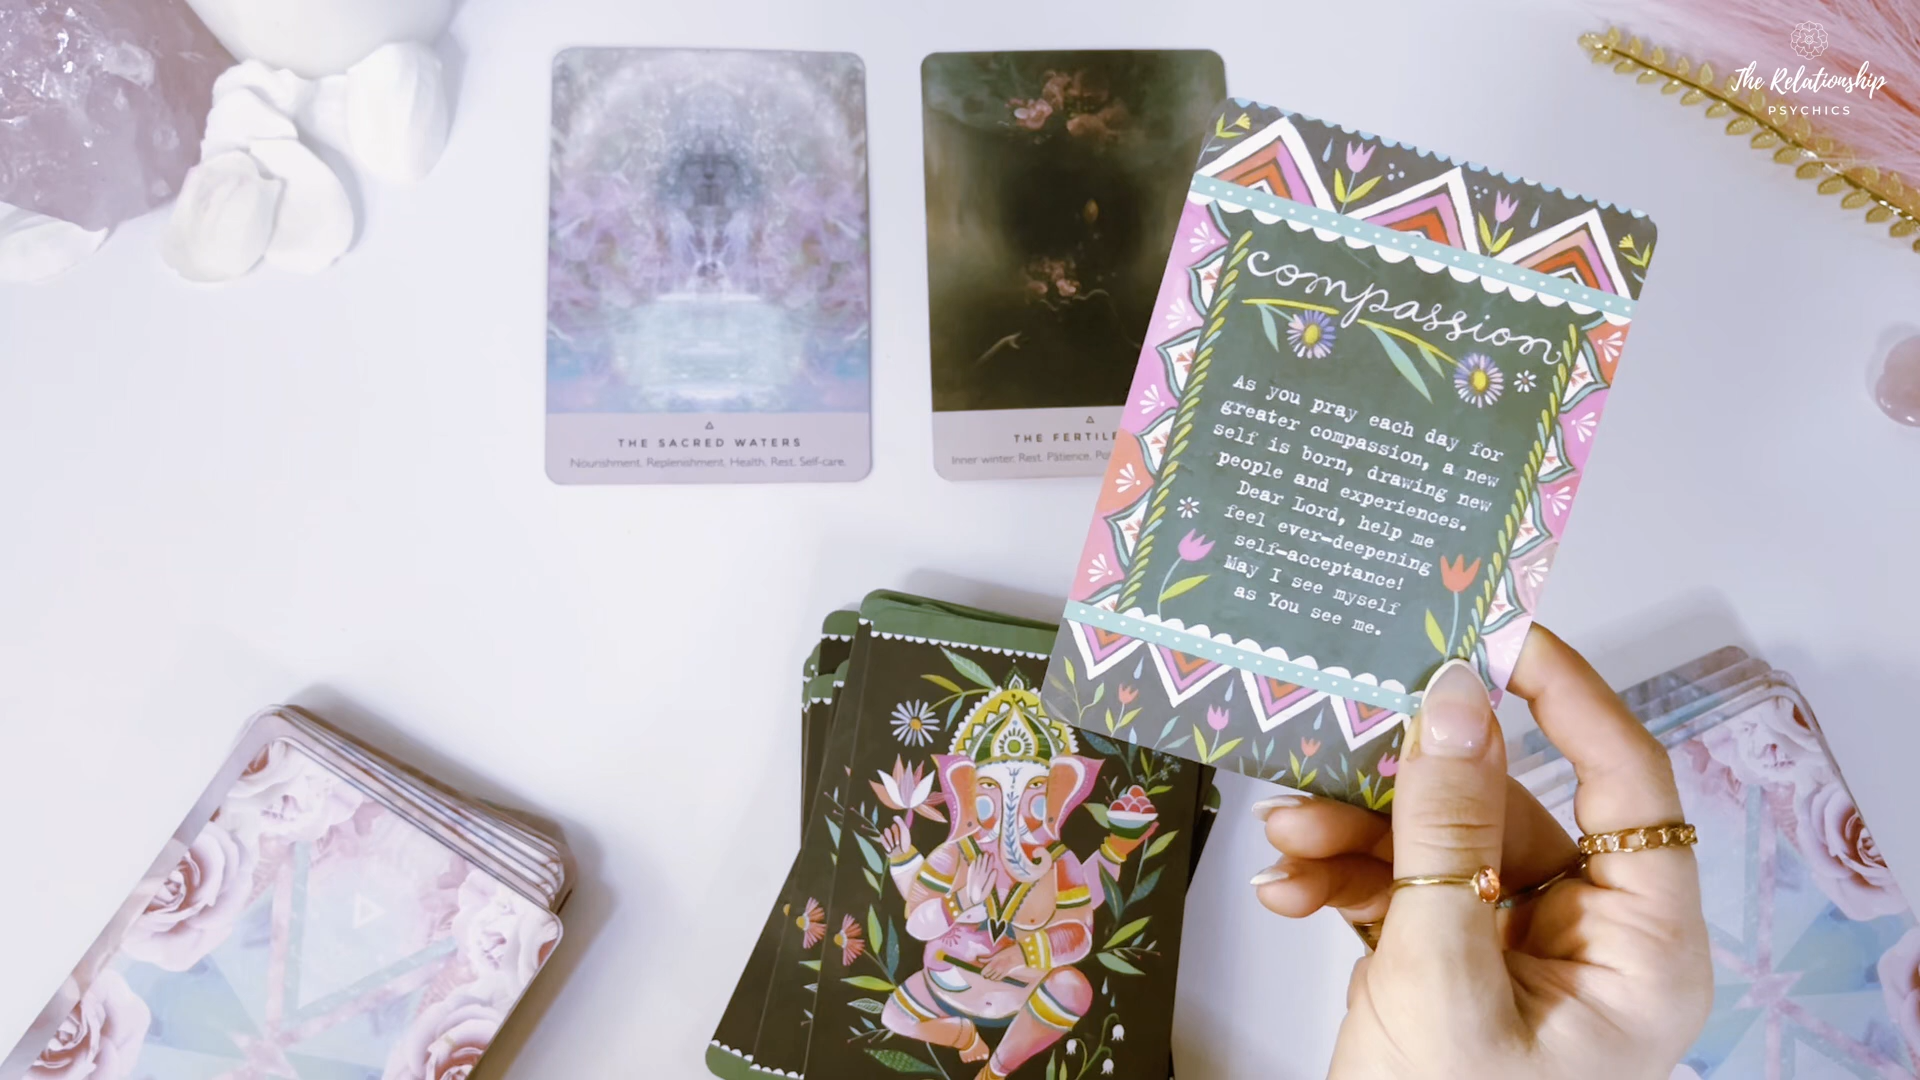 The Relationship
PSYCHICS
THE SACRED WATERS
Nourishment. Replenishment. Health. Rest. Self-care.
THE FERTILE
Inner winter. Rest. Patience.
compassion
As you pray each day for
greater compassion, a new
self is born, drawing new
people and experiences.
Dear Lord, help me
feel ever-deepening
self-acceptance!
May I see myself
as You see me.